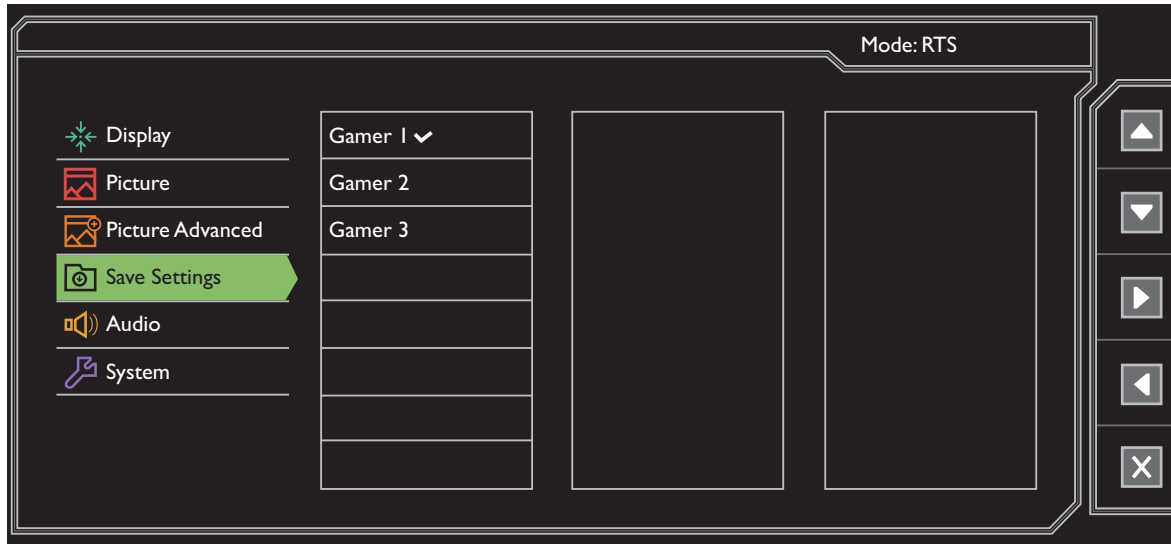 Mode: RTS
Display
Picture
Picture Advanced
Save Settings
Audio
System
Gamer 1
Gamer 2
Gamer 3